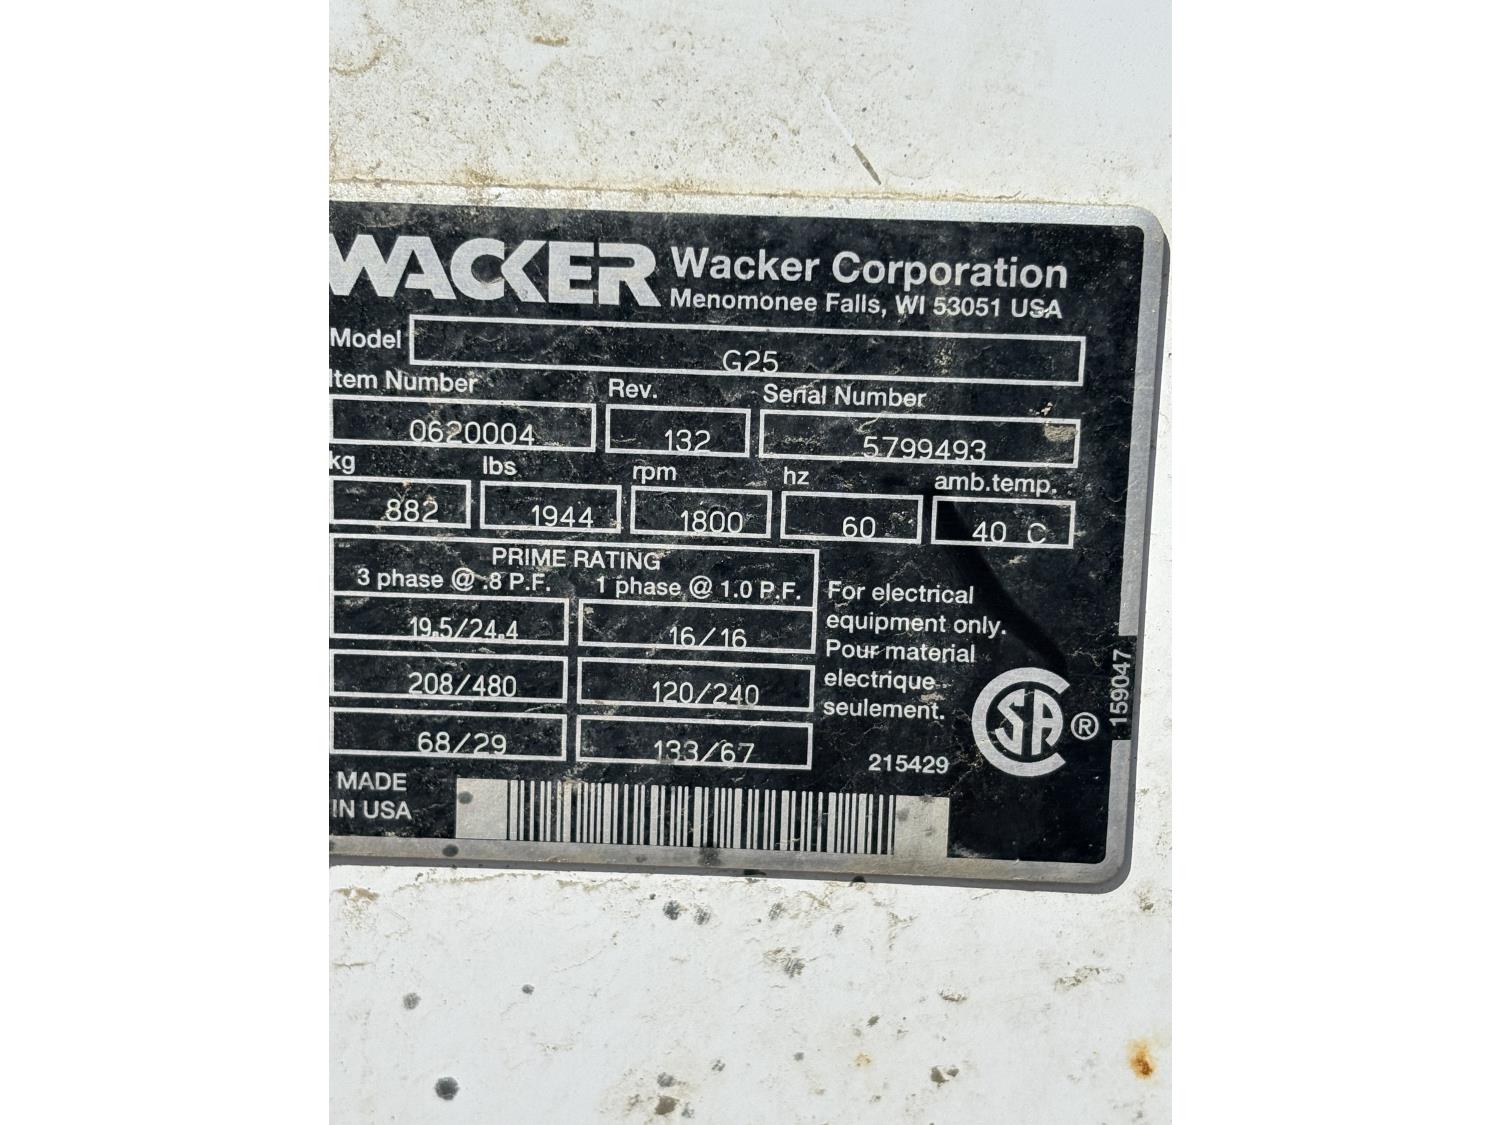 WACKER
Wacker Corporation
Menomonee Falls, WI 53051 USA
Model G25
Item Number Rev. Serial Number
0620004 132 5799493
kg lbs rpm hz amb.temp.
882 1944 1800 60 40 C
PRIME RATING
3 phase @ .8 P.F. 1 phase @ 1.0 P.F.
19.5/24.4 16/16
208/480 120/240
68/29 133/67
For electrical
equipment only.
Pour material
electrique
seulement.
215429
SA ®
159047
MADE
IN USA